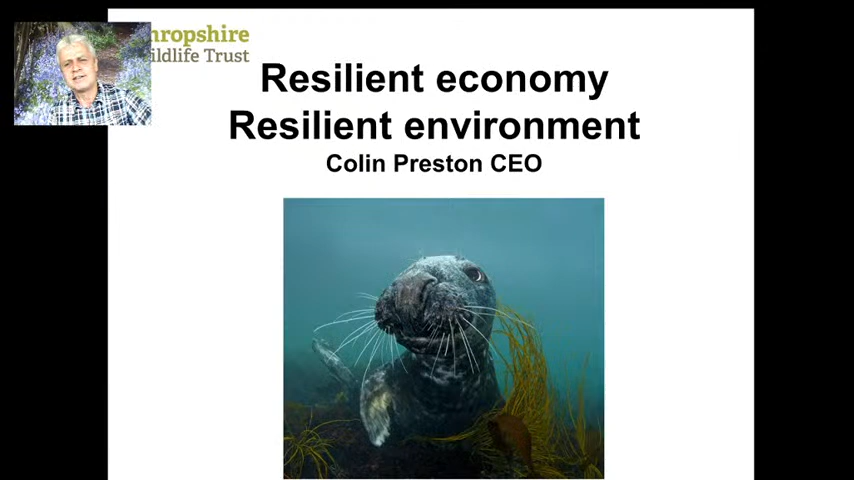 hropshire
ildlife Trust
Resilient economy
Resilient environment
Colin Preston CEO